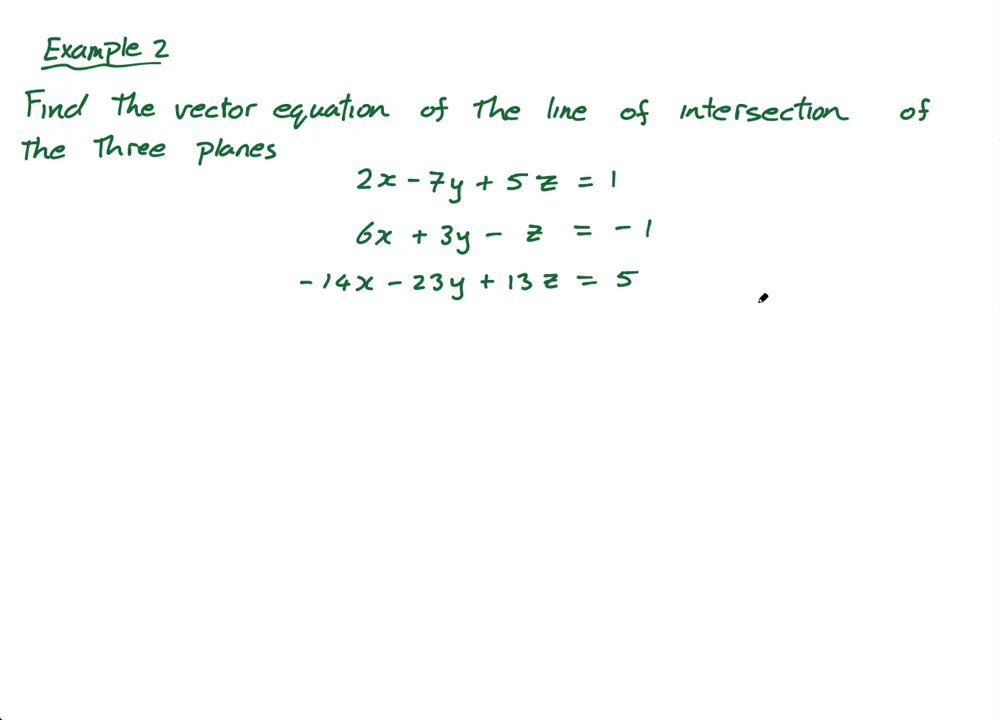 Example 2
Find the vector equation of the line of intersection of
the three planes
2x - 7y + 5z = 1
6x + 3y - z = -1
-14x - 23y + 13z = 5